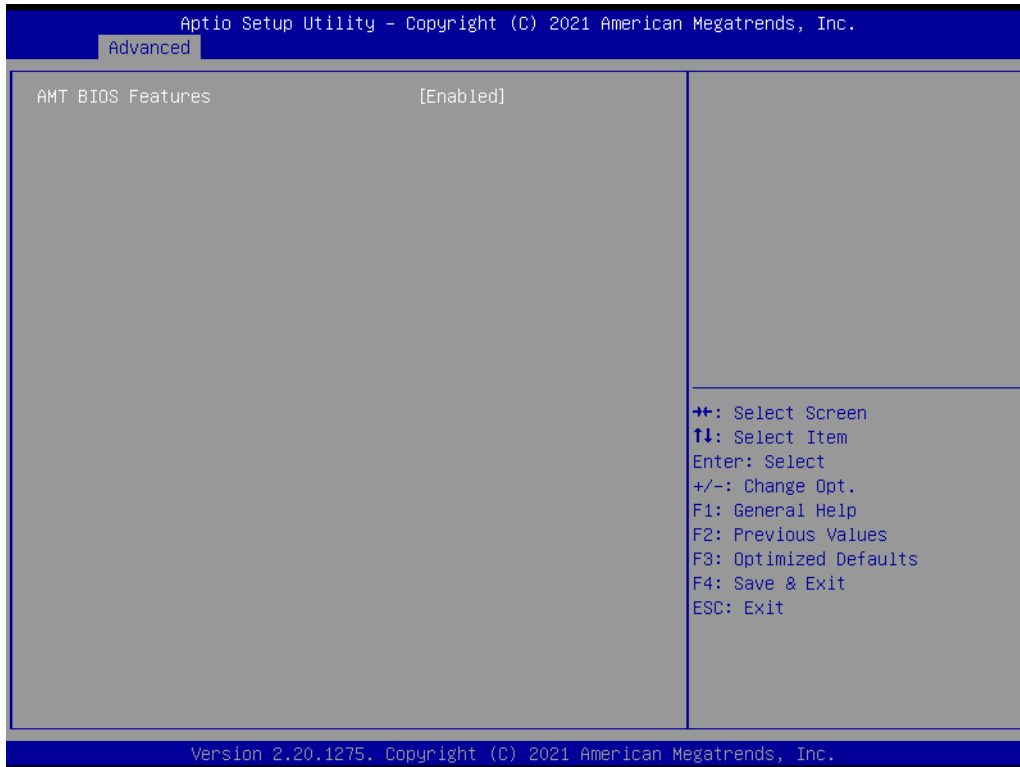 Aptio Setup Utility – Copyright (C) 2021 American Megatrends, Inc.
Advanced
AMT BIOS Features [Enabled]
→←: Select Screen
↑↓: Select Item
Enter: Select
+/-: Change Opt.
F1: General Help
F2: Previous Values
F3: Optimized Defaults
F4: Save & Exit
ESC: Exit
Version 2.20.1275. Copyright (C) 2021 American Megatrends, Inc.